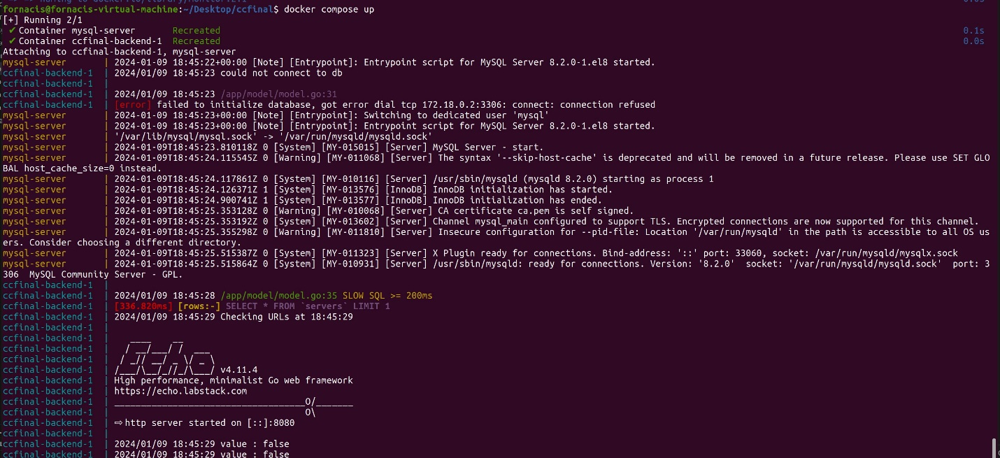 fornacis@fornacis-virtual-machine:~/Desktop/ccfinal$ docker compose up
[+] Running 2/1
✔ Container mysql-server Recreated 0.1s
✔ Container ccfinal-backend-1 Recreated 0.0s
Attaching to ccfinal-backend-1, mysql-server
mysql-server | 2024-01-09 18:45:22+00:00 [Note] [Entrypoint]: Entrypoint script for MySQL Server 8.2.0-1.el8 started.
ccfinal-backend-1 | 2024/01/09 18:45:23 could not connect to db
ccfinal-backend-1 |
ccfinal-backend-1 | 2024/01/09 18:45:23 /app/model/model.go:31
ccfinal-backend-1 | [error] failed to initialize database, got error dial tcp 172.18.0.2:3306: connect: connection refused
mysql-server | 2024-01-09 18:45:23+00:00 [Note] [Entrypoint]: Switching to dedicated user 'mysql'
mysql-server | 2024-01-09 18:45:23+00:00 [Note] [Entrypoint]: Entrypoint script for MySQL Server 8.2.0-1.el8 started.
mysql-server | '/var/lib/mysql/mysql.sock' -> '/var/run/mysqld/mysqld.sock'
mysql-server | 2024-01-09T18:45:23.810118Z 0 [System] [MY-015015] [Server] MySQL Server - start.
mysql-server | 2024-01-09T18:45:24.115545Z 0 [Warning] [MY-011068] [Server] The syntax '--skip-host-cache' is deprecated and will be removed in a future release. Please use SET GLO
BAL host_cache_size=0 instead.
mysql-server | 2024-01-09T18:45:24.117861Z 0 [System] [MY-010116] [Server] /usr/sbin/mysqld (mysqld 8.2.0) starting as process 1
mysql-server | 2024-01-09T18:45:24.126371Z 1 [System] [MY-013576] [InnoDB] InnoDB initialization has started.
mysql-server | 2024-01-09T18:45:24.900741Z 1 [System] [MY-013577] [InnoDB] InnoDB initialization has ended.
mysql-server | 2024-01-09T18:45:25.353128Z 0 [Warning] [MY-010068] [Server] CA certificate ca.pem is self signed.
mysql-server | 2024-01-09T18:45:25.353192Z 0 [System] [MY-013602] [Server] Channel mysql_main configured to support TLS. Encrypted connections are now supported for this channel.
mysql-server | 2024-01-09T18:45:25.355298Z 0 [Warning] [MY-011810] [Server] Insecure configuration for --pid-file: Location '/var/run/mysqld' in the path is accessible to all OS us
ers. Consider choosing a different directory.
mysql-server | 2024-01-09T18:45:25.515387Z 0 [System] [MY-011323] [Server] X Plugin ready for connections. Bind-address: '::' port: 33060, socket: /var/run/mysqld/mysqlx.sock
mysql-server | 2024-01-09T18:45:25.515864Z 0 [System] [MY-010931] [Server] /usr/sbin/mysqld: ready for connections. Version: '8.2.0'  socket: '/var/run/mysqld/mysqld.sock'  port: 3
306  MySQL Community Server - GPL.
ccfinal-backend-1 |
ccfinal-backend-1 | 2024/01/09 18:45:28 /app/model/model.go:35 SLOW SQL >= 200ms
ccfinal-backend-1 | [336.820ms] [rows:-] SELECT * FROM `servers` LIMIT 1
ccfinal-backend-1 | 2024/01/09 18:45:29 Checking URLs at 18:45:29
ccfinal-backend-1 |
ccfinal-backend-1 |    ____    __
ccfinal-backend-1 |   / __/___/ /  ___
ccfinal-backend-1 |  / _// __/ _ \/ _ \
ccfinal-backend-1 | /___/\__/_//_/\___/ v4.11.4
ccfinal-backend-1 | High performance, minimalist Go web framework
ccfinal-backend-1 | https://echo.labstack.com
ccfinal-backend-1 | ____________________________________O/_______
ccfinal-backend-1 |                                     O\
ccfinal-backend-1 | ⇨ http server started on [::]:8080
ccfinal-backend-1 |
ccfinal-backend-1 | 2024/01/09 18:45:29 value : false
ccfinal-backend-1 | 2024/01/09 18:45:29 value : false